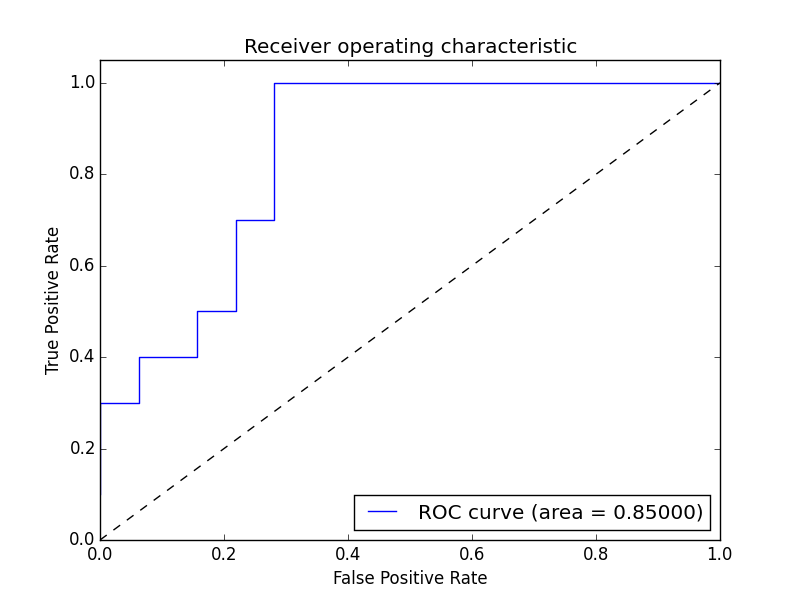 Receiver operating characteristic
1.0
0.8
0.6
0.4
0.2
0.0
True Positive Rate
ROC curve (area = 0.85000)
0.0 0.2 0.4 0.6 0.8 1.0
False Positive Rate